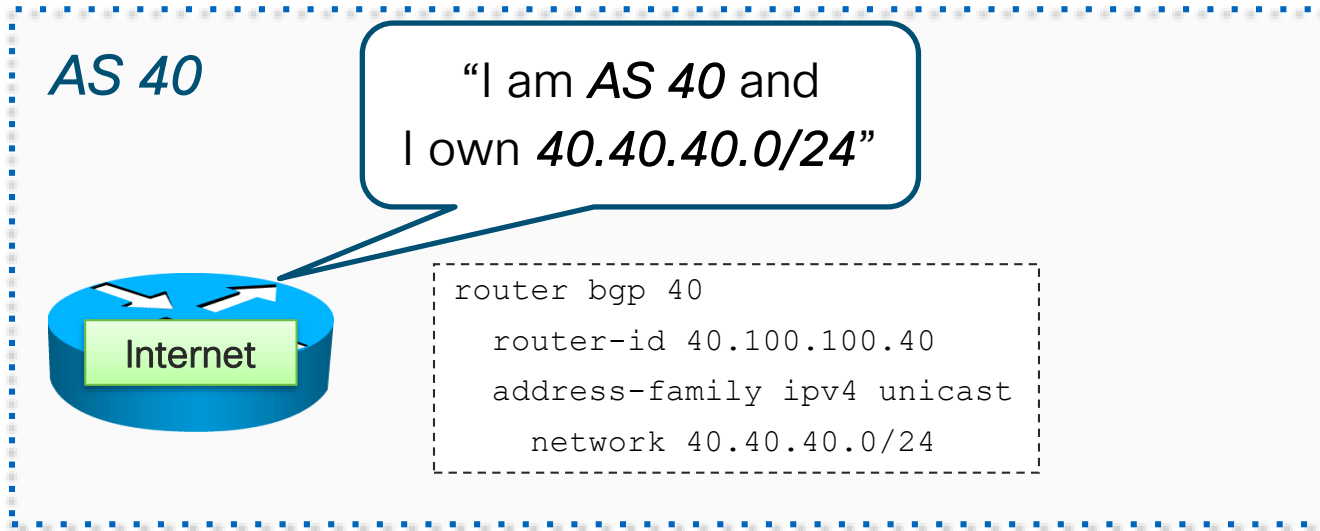 AS 40
“I am AS 40 and
I own 40.40.40.0/24”
Internet
router bgp 40
router-id 40.100.100.40
address-family ipv4 unicast
network 40.40.40.0/24